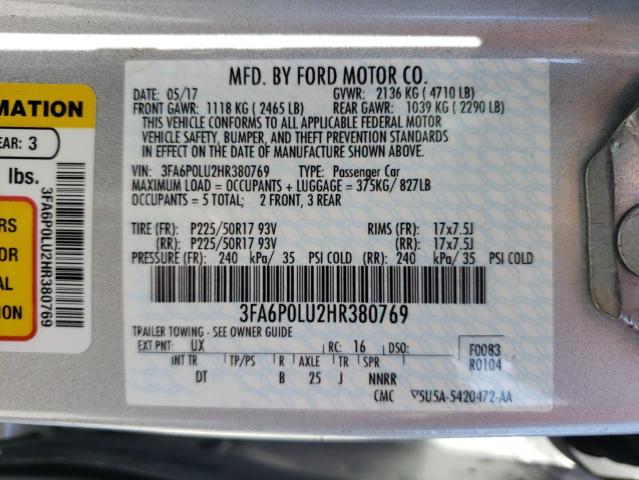 MFD. BY FORD MOTOR CO.
DATE: 05/17 GVWR: 2136 KG ( 4710 LB)
FRONT GAWR: 1118 KG ( 2465 LB) REAR GAWR: 1039 KG ( 2290 LB)
THIS VEHICLE CONFORMS TO ALL APPLICABLE FEDERAL MOTOR
VEHICLE SAFETY, BUMPER, AND THEFT PREVENTION STANDARDS
IN EFFECT ON THE DATE OF MANUFACTURE SHOWN ABOVE.
VIN: 3FA6P0LU2HR380769 TYPE: Passenger Car
MAXIMUM LOAD = OCCUPANTS + LUGGAGE = 375KG/ 827LB
OCCUPANTS = 5 TOTAL; 2 FRONT, 3 REAR
TIRE (FR): P225/50R17 93V RIMS (FR): 17x7.5J
(RR): P225/50R17 93V (RR): 17x7.5J
PRESSURE (FR): 240 kPa/ 35 PSI COLD (RR): 240 kPa/ 35 PSI COLD
3FA6P0LU2HR380769
TRAILER TOWING - SEE OWNER GUIDE
EXT PNT: UX RC: 16 DSO: F0083
INT TR TP/PS R AXLE TR SPR R0104
DT B 25 J NNRR
CMC 5U5A-5420472-AA
RMATION
EAR: 3
lbs.
RS
OR
3FA6P0LU2HR380769